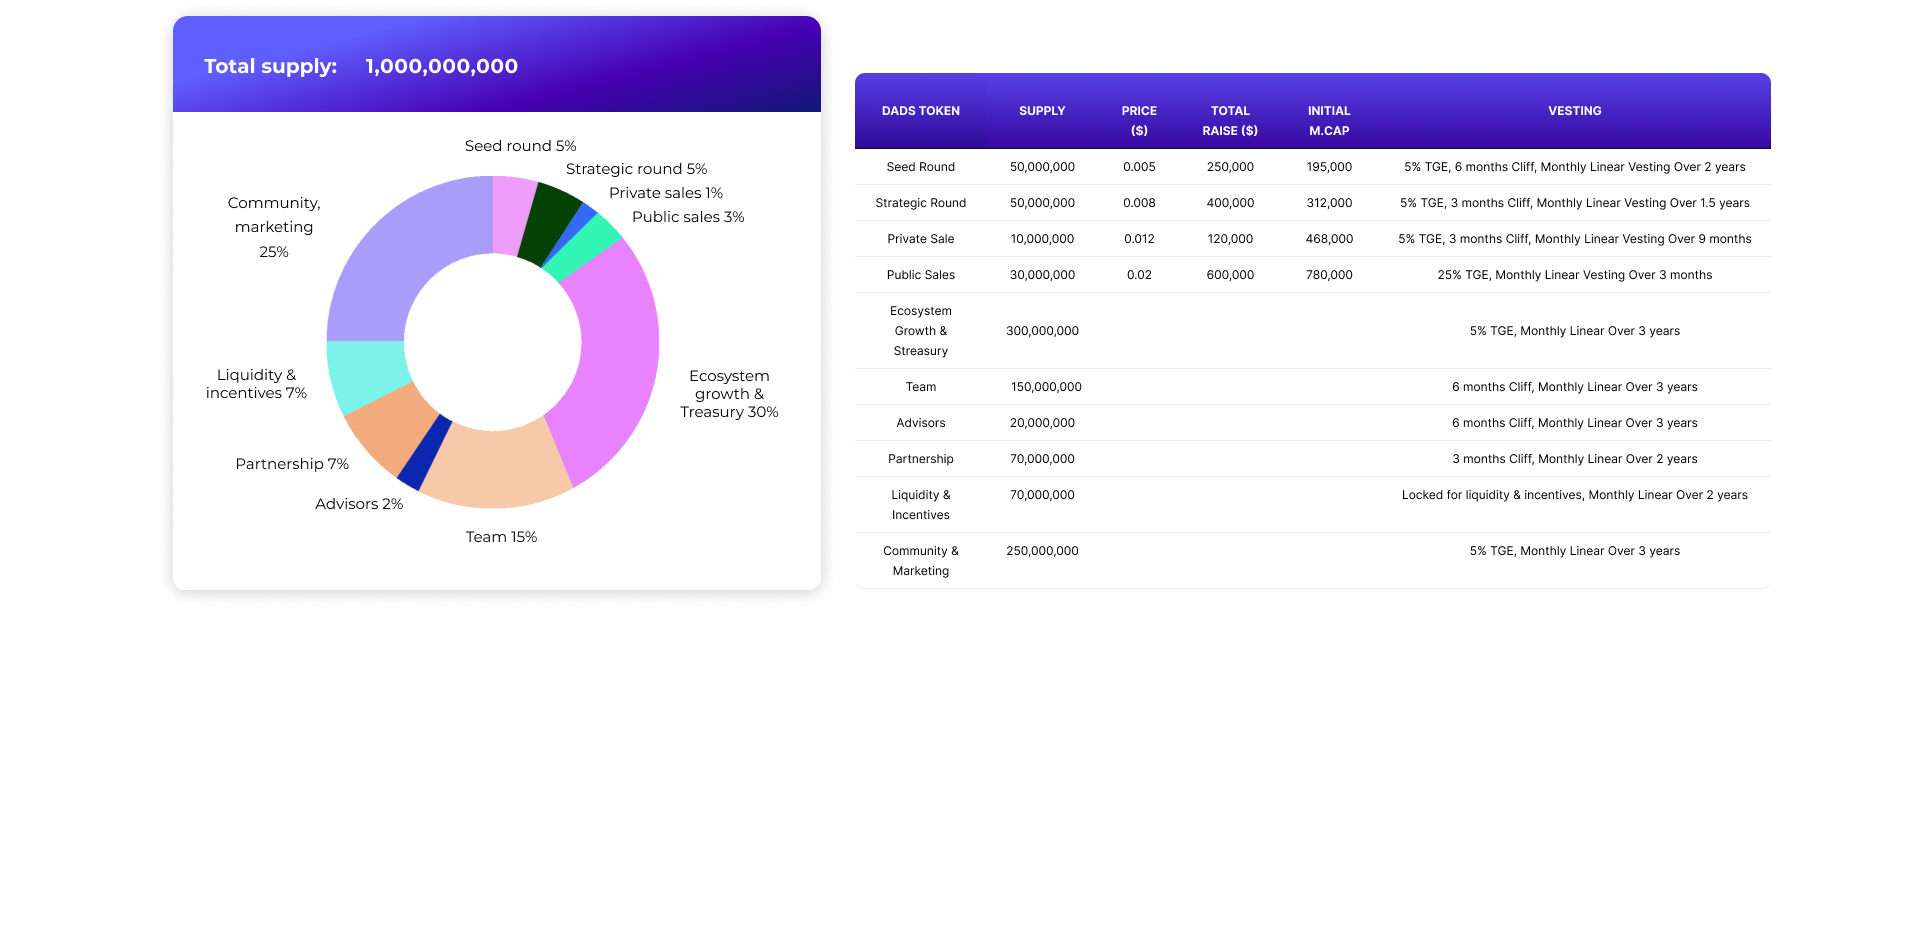 Total supply: 1,000,000,000
Seed round 5%
Strategic round 5%
Private sales 1%
Public sales 3%
Community,
marketing
25%
Liquidity &
incentives 7%
Ecosystem
growth &
Treasury 30%
Partnership 7%
Advisors 2%
Team 15%
DADS TOKEN SUPPLY PRICE ($) TOTAL RAISE ($) INITIAL M.CAP VESTING
Seed Round 50,000,000 0.005 250,000 195,000 5% TGE, 6 months Cliff, Monthly Linear Vesting Over 2 years
Strategic Round 50,000,000 0.008 400,000 312,000 5% TGE, 3 months Cliff, Monthly Linear Vesting Over 1.5 years
Private Sale 10,000,000 0.012 120,000 468,000 5% TGE, 3 months Cliff, Monthly Linear Vesting Over 9 months
Public Sales 30,000,000 0.02 600,000 780,000 25% TGE, Monthly Linear Vesting Over 3 months
Ecosystem
Growth & 300,000,000 5% TGE, Monthly Linear Over 3 years
Streasury
Team 150,000,000 6 months Cliff, Monthly Linear Over 3 years
Advisors 20,000,000 6 months Cliff, Monthly Linear Over 3 years
Partnership 70,000,000 3 months Cliff, Monthly Linear Over 2 years
Liquidity & 70,000,000 Locked for liquidity & incentives, Monthly Linear Over 2 years
Incentives
Community & 250,000,000 5% TGE, Monthly Linear Over 3 years
Marketing